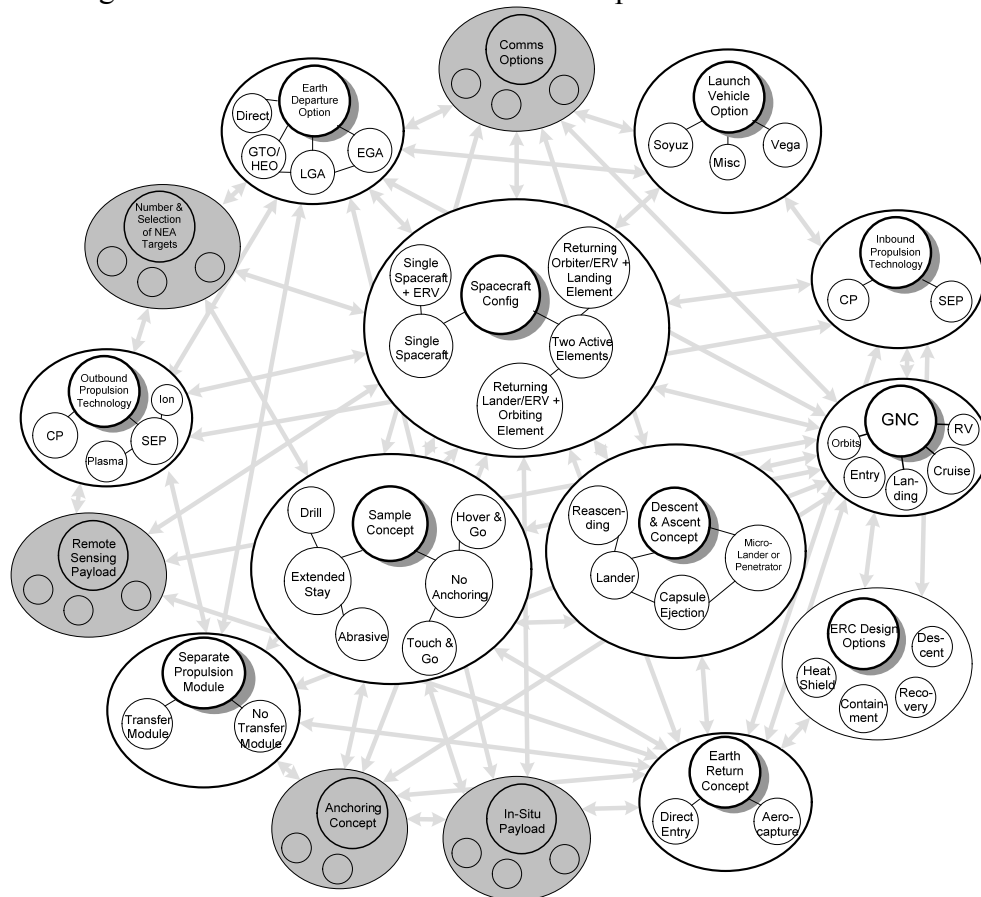 Comms
Options
Earth
Departure
Option
Direct
GTO/
HEO
LGA
EGA
Launch
Vehicle
Option
Soyuz
Misc
Vega
Number &
Selection
of NEA
Targets
Inbound
Propulsion
Technology
CP
SEP
Spacecraft
Config
Single
Spacecraft
+ ERV
Single
Spacecraft
Returning
Orbiter/ERV +
Landing
Element
Two Active
Elements
Returning
Lander/ERV +
Orbiting
Element
Outbound
Propulsion
Technology
Ion
CP
SEP
Plasma
GNC
RV
Orbits
Entry
Lan-
ding
Cruise
Sample
Concept
Drill
Hover &
Go
Extended
Stay
No
Anchoring
Abrasive
Touch &
Go
Descent
& Ascent
Concept
Reascen-
ding
Micro-
Lander or
Penetrator
Lander
Capsule
Ejection
Remote
Sensing
Payload
ERC Design
Options
Des-
cent
Heat
Shield
Contain-
ment
Reco-
very
Separate
Propulsion
Module
Transfer
Module
No
Transfer
Module
Earth
Return
Concept
Direct
Entry
Aero-
capture
Anchoring
Concept
In-Situ
Payload